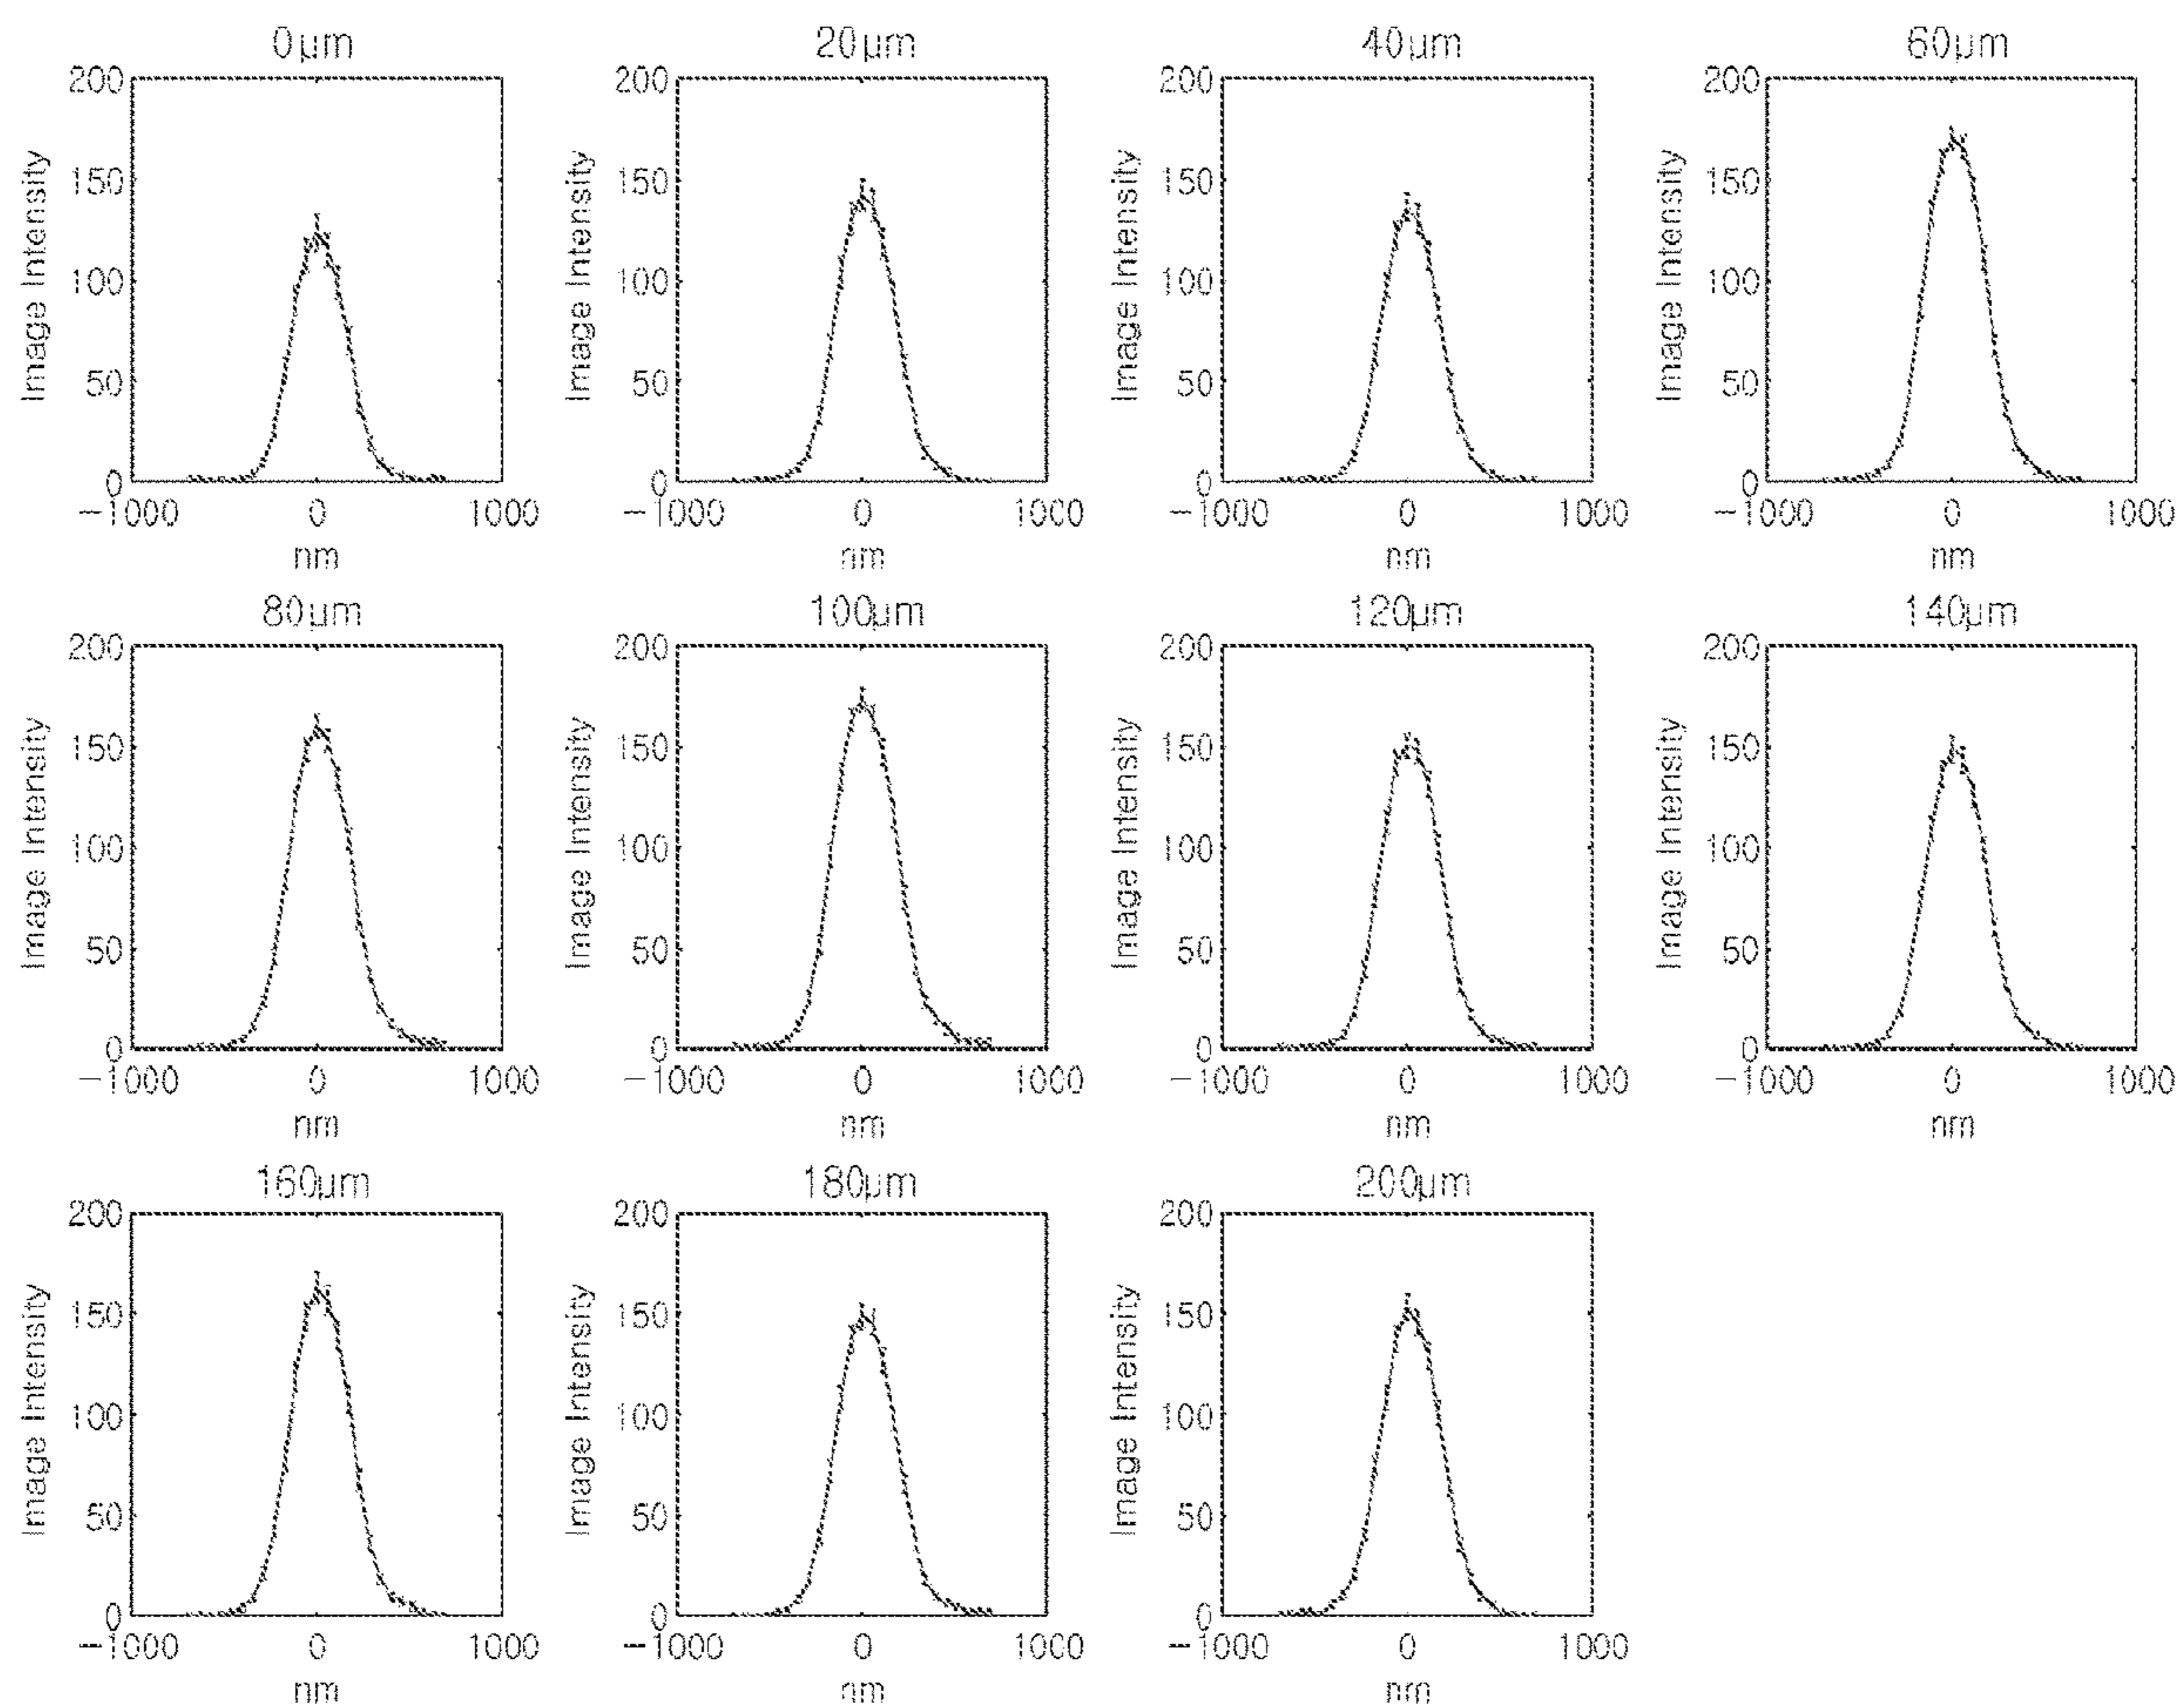 0μm 20μm 40μm 60μm
200 200 200 200
150 150 150 150
100 100 100 100
50 50 50 50
0 0 0 0
Image Intensity Image Intensity Image Intensity Image Intensity
−1000 0 1000 −1000 0 1000 −1000 0 1000 −1000 0 1000
nm nm nm nm
80μm 100μm 120μm 140μm
200 200 200 200
150 150 150 150
100 100 100 100
50 50 50 50
0 0 0 0
Image Intensity Image Intensity Image Intensity Image Intensity
−1000 0 1000 −1000 0 1000 −1000 0 1000 −1000 0 1000
nm nm nm nm
160μm 180μm 200μm
200 200 200
150 150 150
100 100 100
50 50 50
0 0 0
Image Intensity Image Intensity Image Intensity
−1000 0 1000 −1000 0 1000 −1000 0 1000
nm nm nm